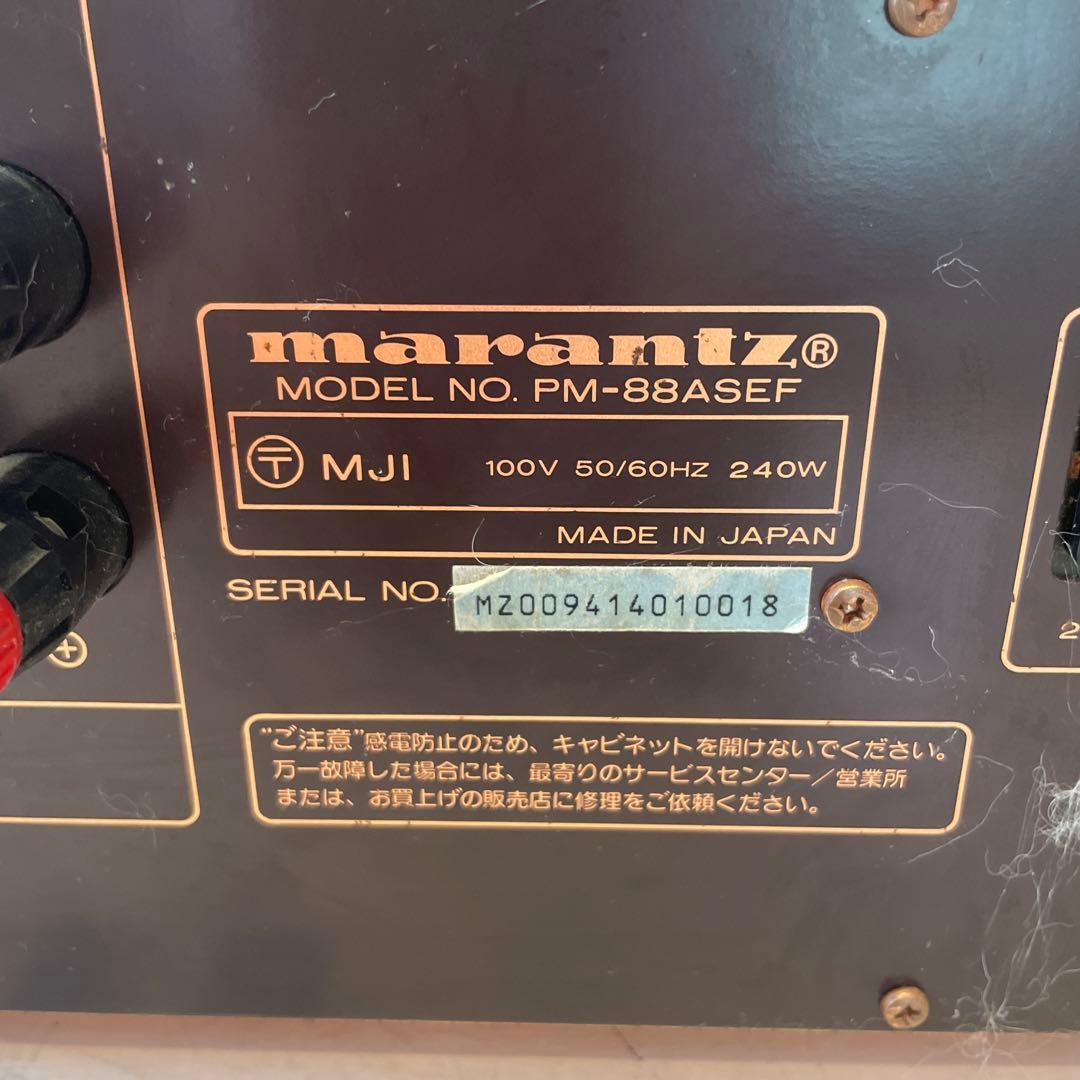 marantz®
MODEL NO. PM-88ASEF
〶 MJI 100V 50/60HZ 240W
MADE IN JAPAN
SERIAL NO. MZ009414010018
⊕
2
"ご注意"感電防止のため、キャビネットを開けないでください。
万一故障した場合には、最寄りのサービスセンター/営業所
または、お買上げの販売店に修理をご依頼ください。